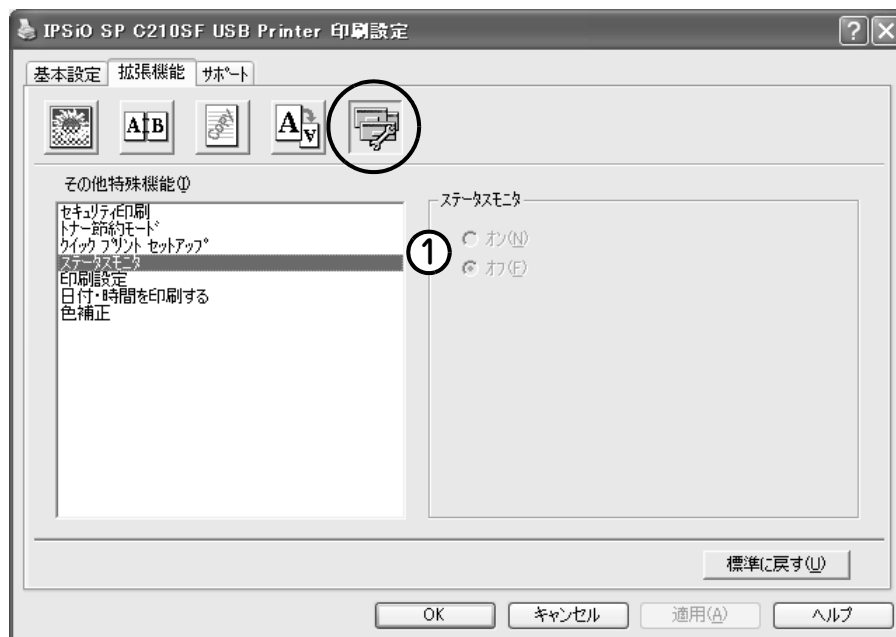 IPSiO SP C210SF USB Printer 印刷設定
基本設定 拡張機能 サポート
A B
Copy
A A
その他特殊機能(I)
セキュリティ印刷
トナー節約モード
クイック プリント セットアップ
ステータスモニタ
印刷設定
日付・時間を印刷する
色補正
ステータスモニタ
①
オン(N)
オフ(F)
標準に戻す(U)
OK キャンセル 適用(A) ヘルプ